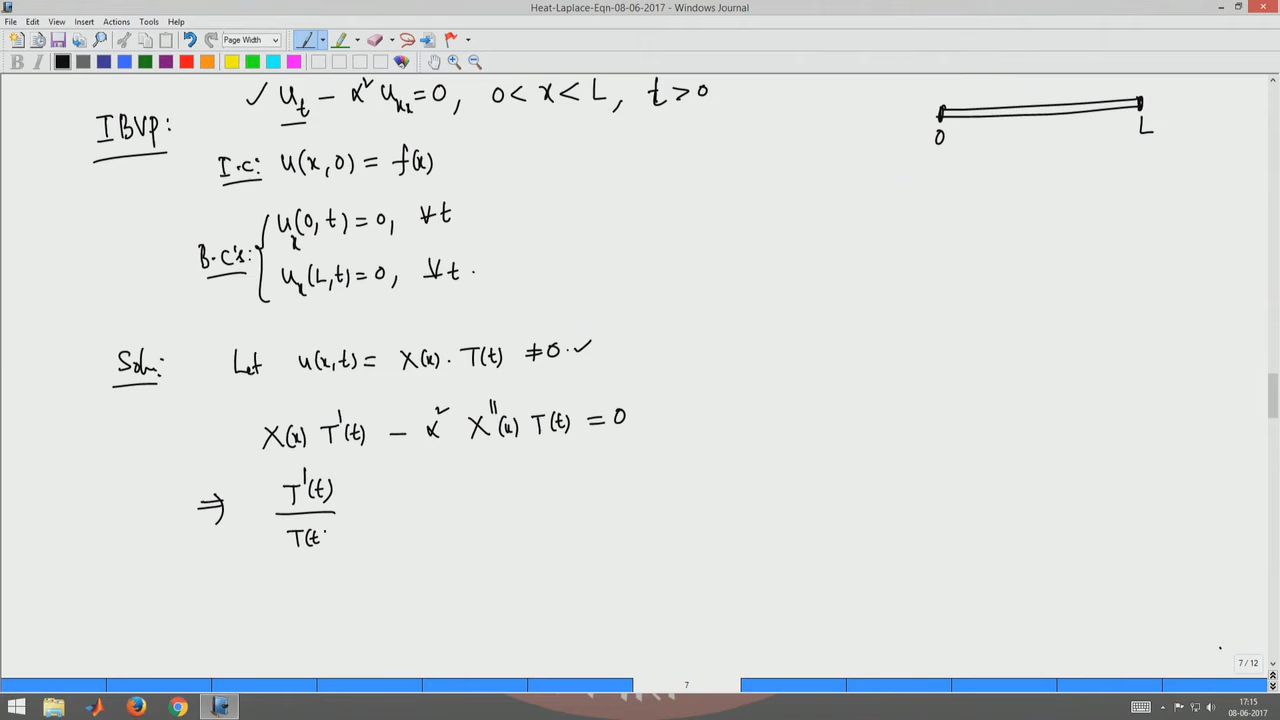 Heat-Laplace-Eqn-08-06-2017 - Windows Journal
File Edit View Insert Actions Tools Help
Page Width
B I
✓ u_t - α² u_xx = 0, 0 < x < L, t > 0
IBVP:
0 L
I.C: u(x,0) = f(x)
B.C's: { u_x(0,t) = 0, ∀t
u_x(L,t) = 0, ∀t.
Soln: Let u(x,t) = X(x) · T(t) ≠ 0. ✓
X(x) T'(t) - α² X''(x) T(t) = 0
⇒ T'(t)
T(t
7 / 12
7
17:15
08-06-2017